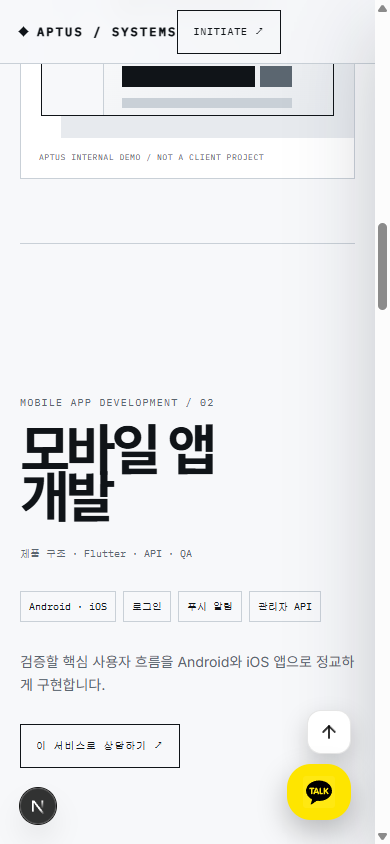 APTUS / SYSTEMS
INITIATE ↗
APTUS INTERNAL DEMO / NOT A CLIENT PROJECT
MOBILE APP DEVELOPMENT / 02
모바일 앱
개발
제품 구조 · Flutter · API · QA
Android · iOS
로그인
푸시 알림
관리자 API
검증할 핵심 사용자 흐름을 Android와 iOS 앱으로 정교하
게 구현합니다.
이 서비스로 상담하기 ↗
TALK
N